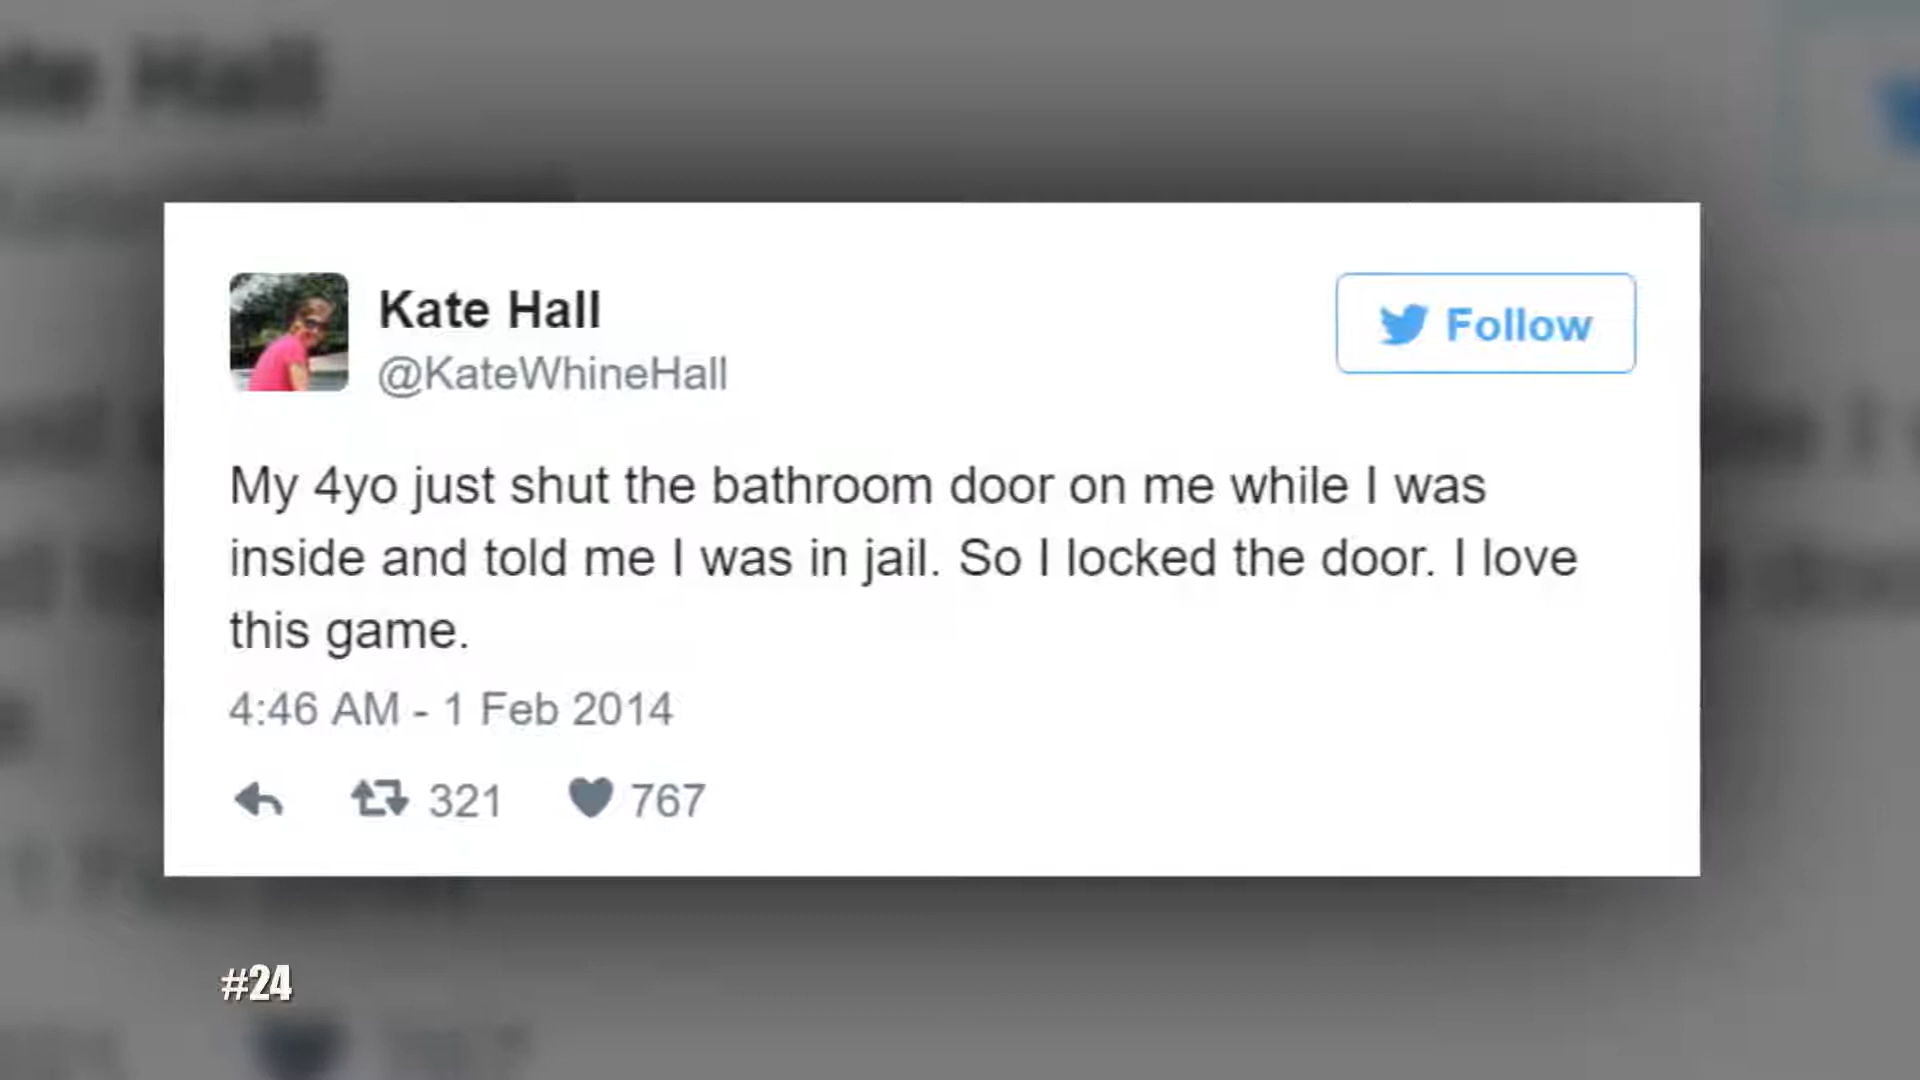 Kate Hall
@KateWhineHall
Follow
My 4yo just shut the bathroom door on me while I was
inside and told me I was in jail. So I locked the door. I love
this game.
4:46 AM - 1 Feb 2014
321 767
#24